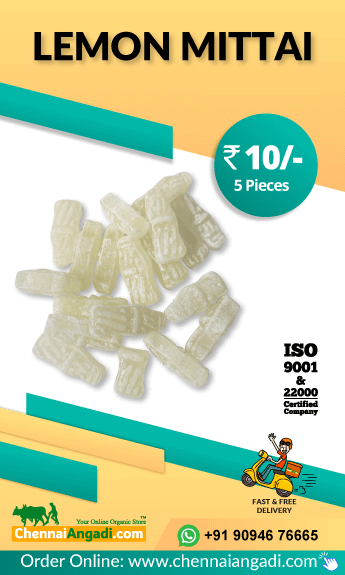 LEMON MITTAI
₹ 10/-
5 Pieces
ISO
9001
&
22000
Certified
Company
FAST & FREE
DELIVERY
Your Online Organic Store
TM
ChennaiAngadi.com
+91 90946 76665
Order Online: www.chennaiangadi.com